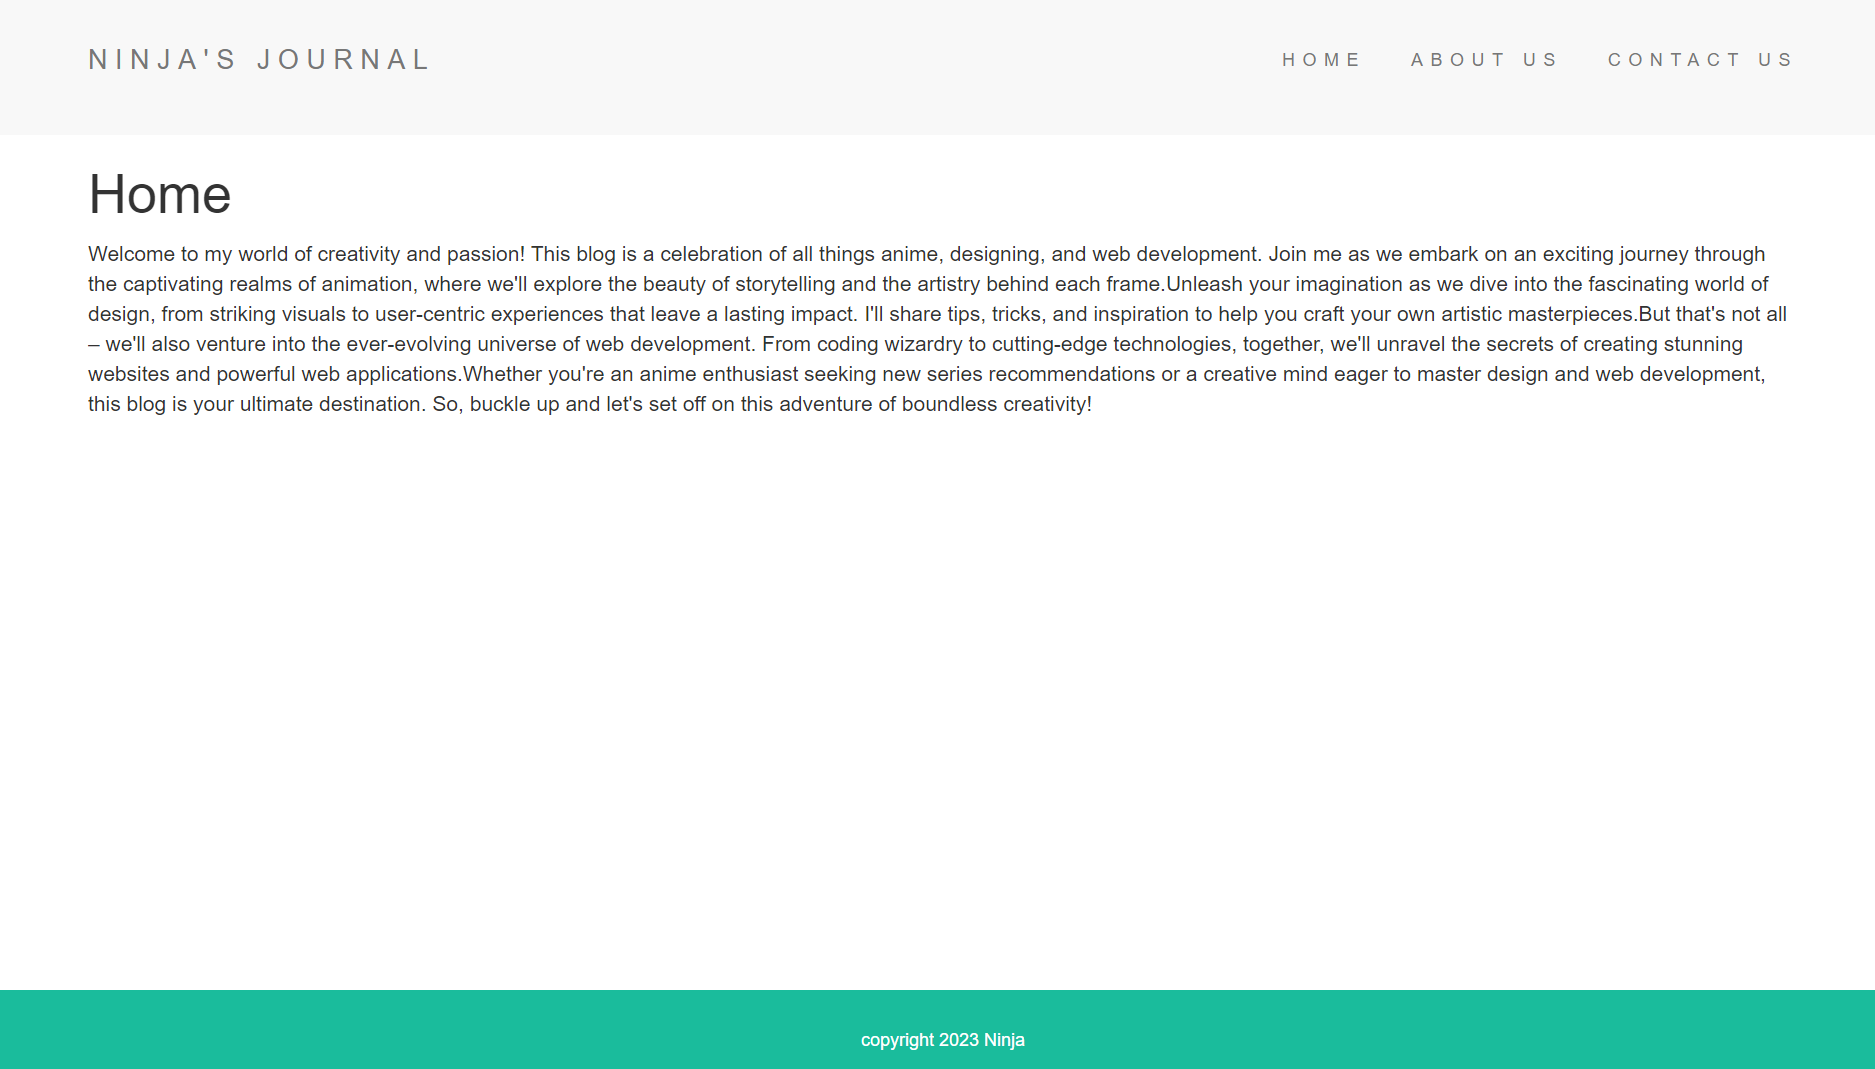 NINJA'S JOURNAL
HOME ABOUT US CONTACT US
Home
Welcome to my world of creativity and passion! This blog is a celebration of all things anime, designing, and web development. Join me as we embark on an exciting journey through
the captivating realms of animation, where we'll explore the beauty of storytelling and the artistry behind each frame.Unleash your imagination as we dive into the fascinating world of
design, from striking visuals to user-centric experiences that leave a lasting impact. I'll share tips, tricks, and inspiration to help you craft your own artistic masterpieces.But that's not all
– we'll also venture into the ever-evolving universe of web development. From coding wizardry to cutting-edge technologies, together, we'll unravel the secrets of creating stunning
websites and powerful web applications.Whether you're an anime enthusiast seeking new series recommendations or a creative mind eager to master design and web development,
this blog is your ultimate destination. So, buckle up and let's set off on this adventure of boundless creativity!
copyright 2023 Ninja